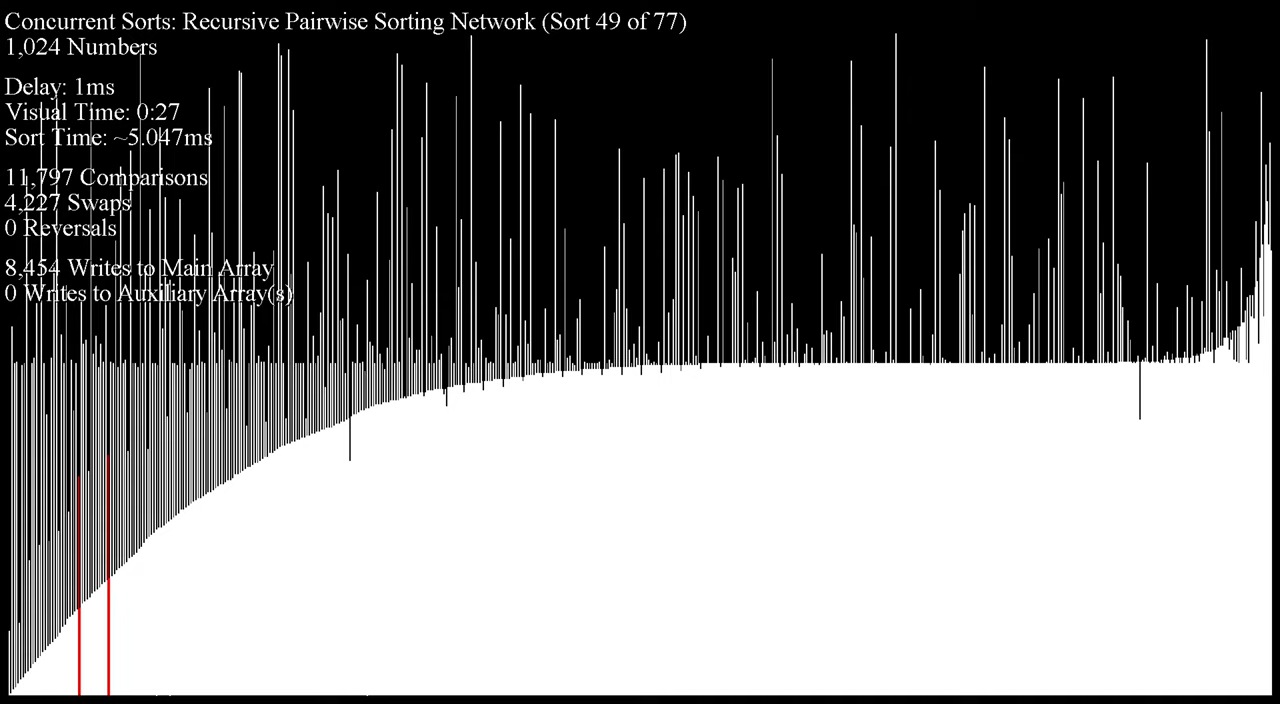 Concurrent Sorts: Recursive Pairwise Sorting Network (Sort 49 of 77)
1,024 Numbers
Delay: 1ms
Visual Time: 0:27
Sort Time: ~5.047ms
11,797 Comparisons
4,227 Swaps
0 Reversals
8,454 Writes to Main Array
0 Writes to Auxiliary Array(s)